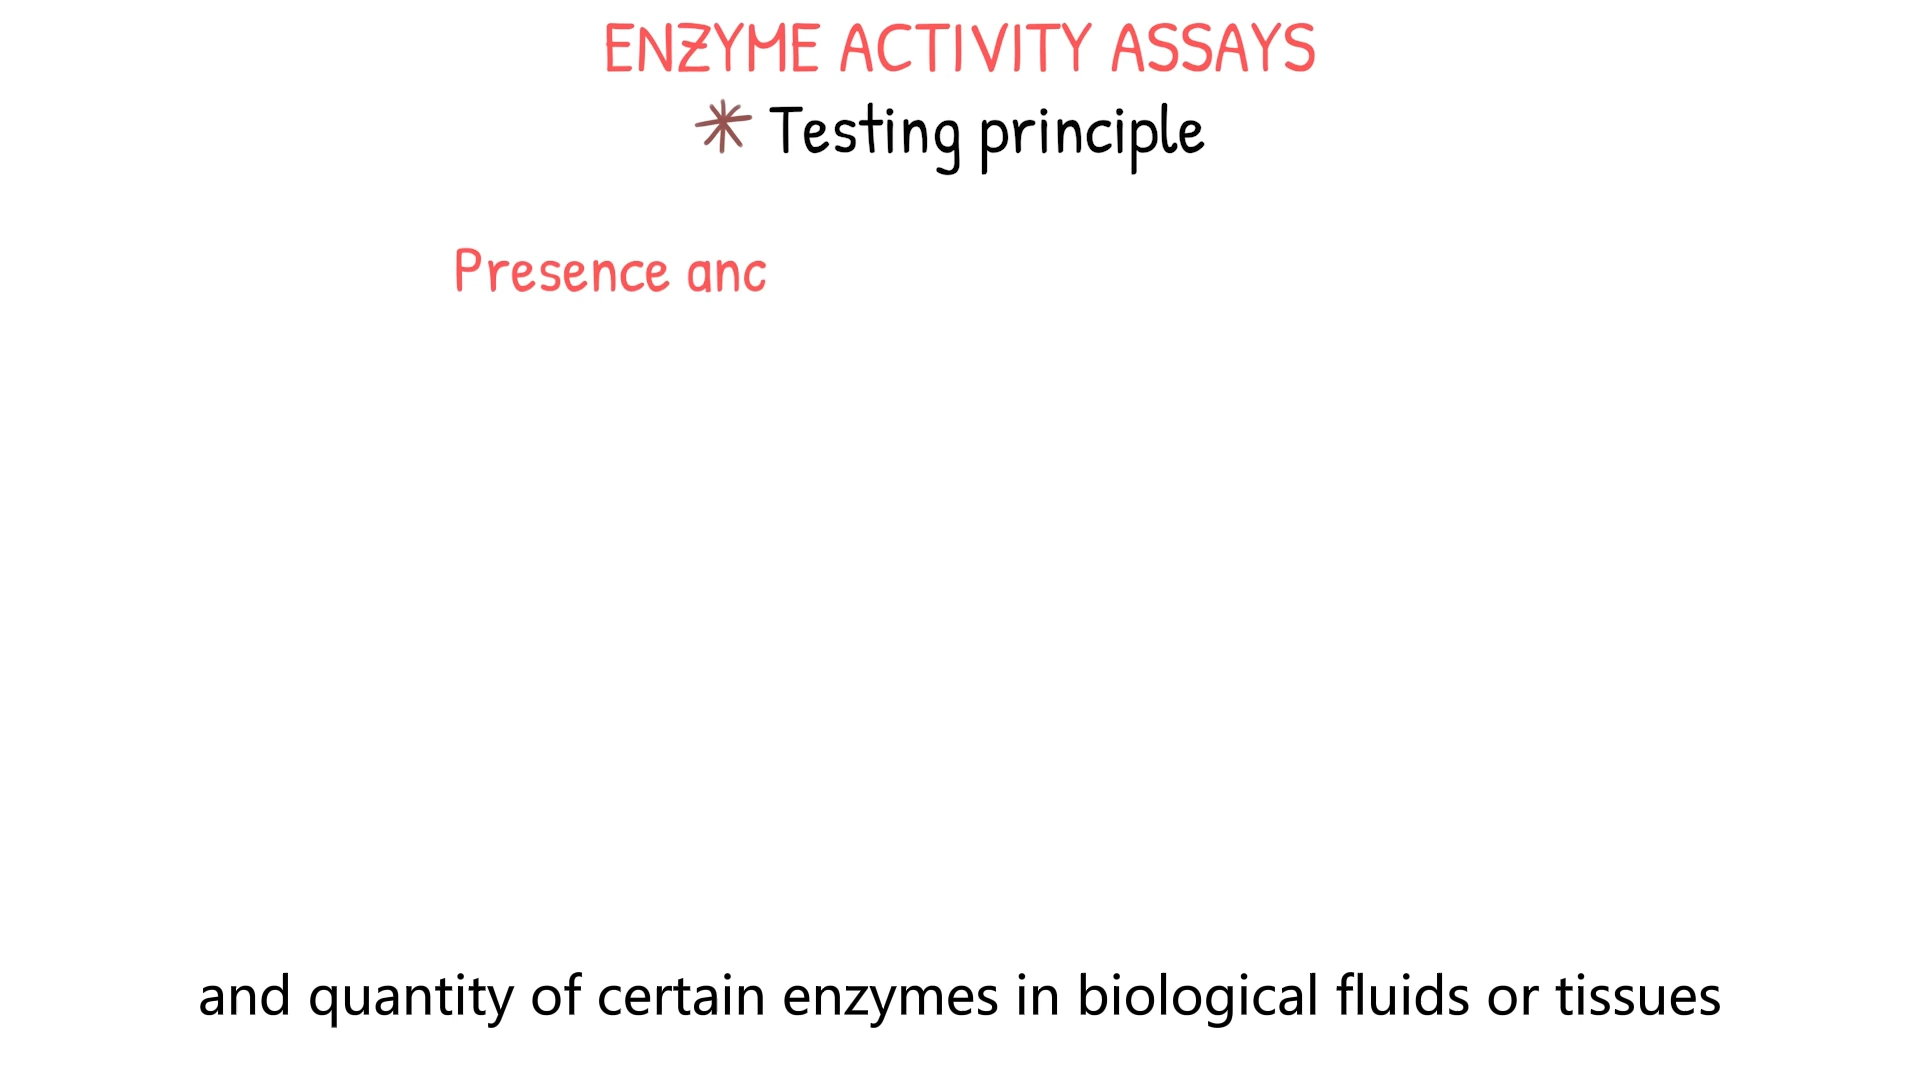 ENZYME ACTIVITY ASSAYS
Testing principle
Presence anc
and quantity of certain enzymes in biological fluids or tissues